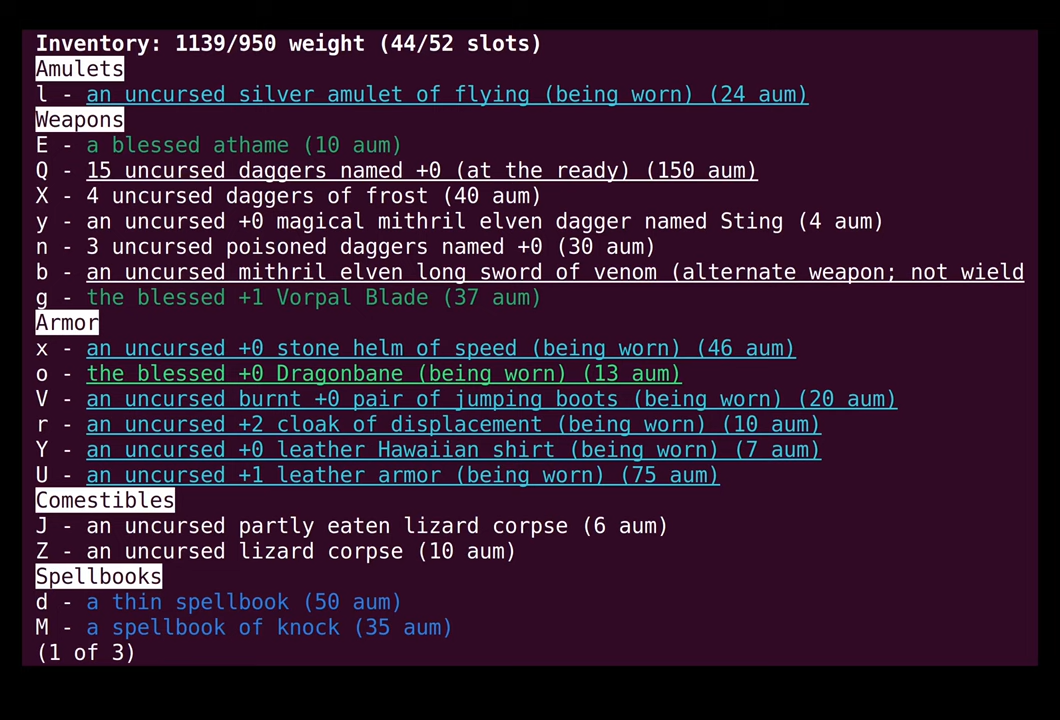 Inventory: 1139/950 weight (44/52 slots)
Amulets
l - an uncursed silver amulet of flying (being worn) (24 aum)
Weapons
E - a blessed athame (10 aum)
Q - 15 uncursed daggers named +0 (at the ready) (150 aum)
X - 4 uncursed daggers of frost (40 aum)
y - an uncursed +0 magical mithril elven dagger named Sting (4 aum)
n - 3 uncursed poisoned daggers named +0 (30 aum)
b - an uncursed mithril elven long sword of venom (alternate weapon; not wield
g - the blessed +1 Vorpal Blade (37 aum)
Armor
x - an uncursed +0 stone helm of speed (being worn) (46 aum)
o - the blessed +0 Dragonbane (being worn) (13 aum)
V - an uncursed burnt +0 pair of jumping boots (being worn) (20 aum)
r - an uncursed +2 cloak of displacement (being worn) (10 aum)
Y - an uncursed +0 leather Hawaiian shirt (being worn) (7 aum)
U - an uncursed +1 leather armor (being worn) (75 aum)
Comestibles
J - an uncursed partly eaten lizard corpse (6 aum)
Z - an uncursed lizard corpse (10 aum)
Spellbooks
d - a thin spellbook (50 aum)
M - a spellbook of knock (35 aum)
(1 of 3)